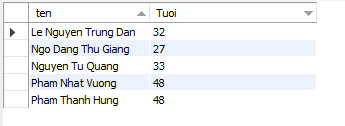 ten Tuoi
Le Nguyen Trung Dan 32
Ngo Dang Thu Giang 27
Nguyen Tu Quang 33
Pham Nhat Vuong 48
Pham Thanh Hung 48